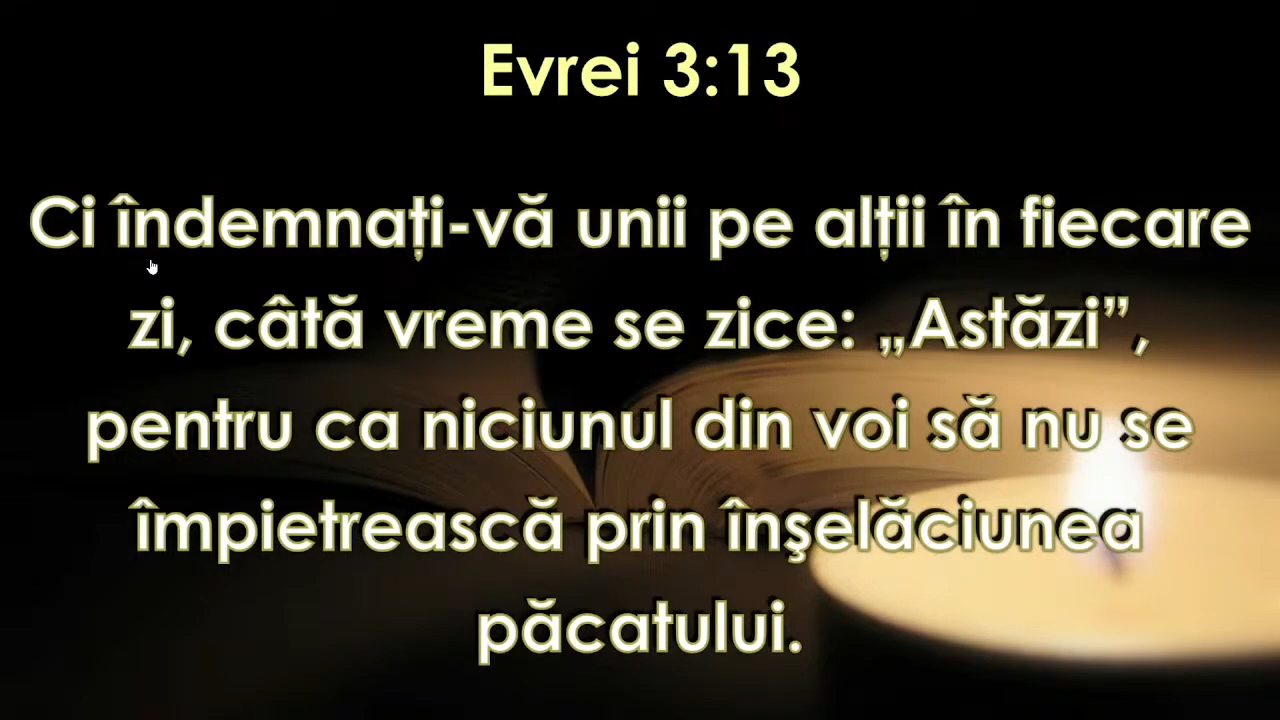 Evrei 3:13
Ci îndemnați-vă unii pe alții în fiecare
zi, câtă vreme se zice: „Astăzi”,
pentru ca niciunul din voi să nu se
împietrească prin înşelăciunea
păcatului.